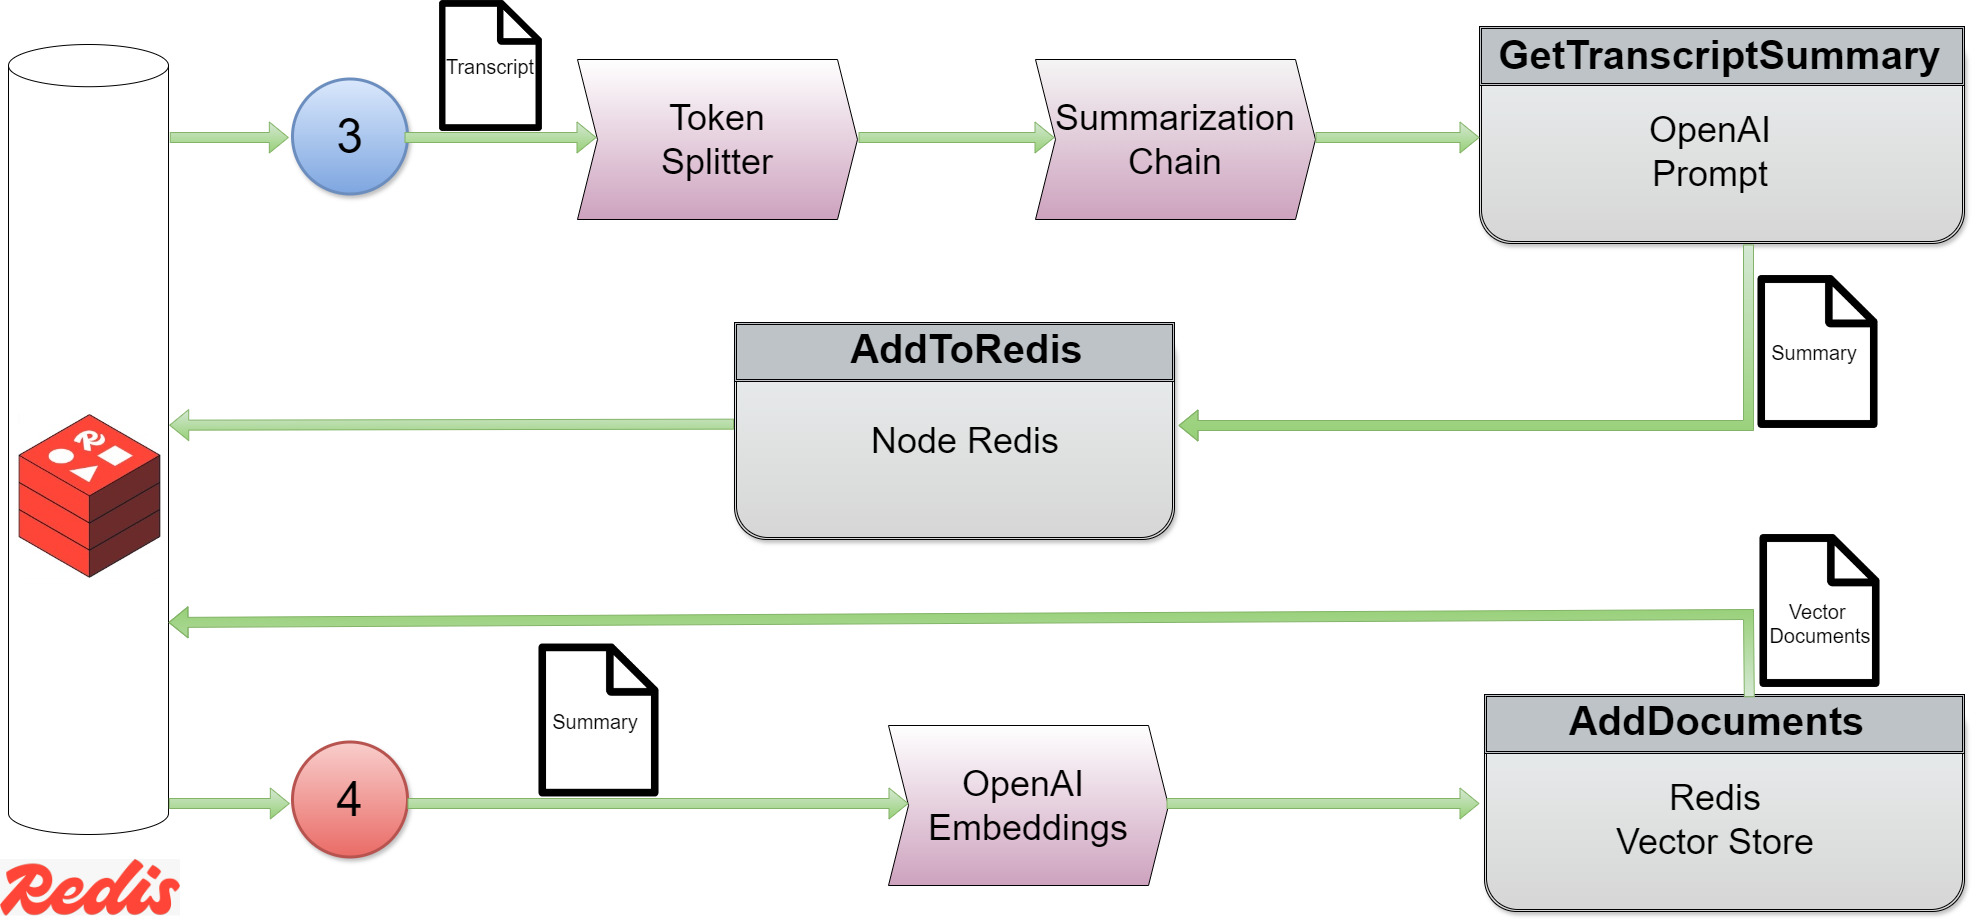 Transcript
GetTranscriptSummary
3
Token
Splitter
Summarization
Chain
OpenAI
Prompt
Summary
AddToRedis
Node Redis
R
Vector
Documents
Summary
AddDocuments
4
OpenAI
Embeddings
Redis
Vector Store
Redis